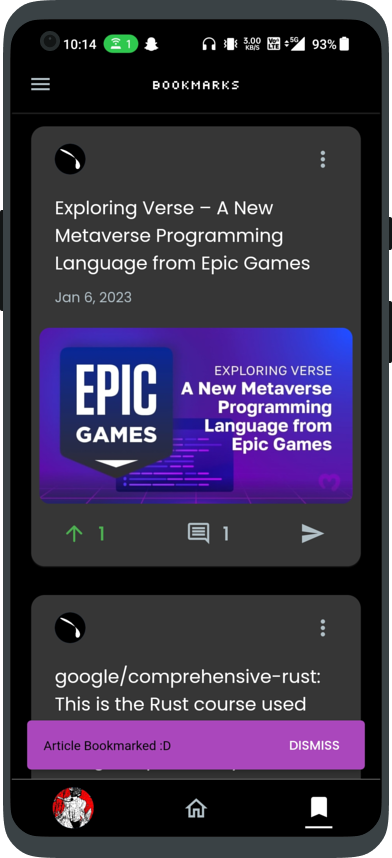 10:14 1 3.00 KB/S Vo LTE 5G 93%
BOOKMARKS
Exploring Verse – A New
Metaverse Programming
Language from Epic Games
Jan 6, 2023
EPIC
GAMES
EXPLORING VERSE
A New Metaverse
Programming
Language from
Epic Games
1 1
google/comprehensive-rust:
This is the Rust course used
Article Bookmarked :D DISMISS